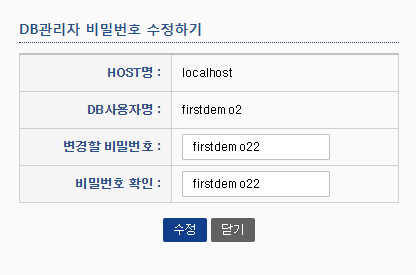 DB관리자 비밀번호 수정하기
HOST명 : localhost
DB사용자명 : firstdemo2
변경할 비밀번호 : firstdemo22
비밀번호 확인 : firstdemo22
수정 닫기